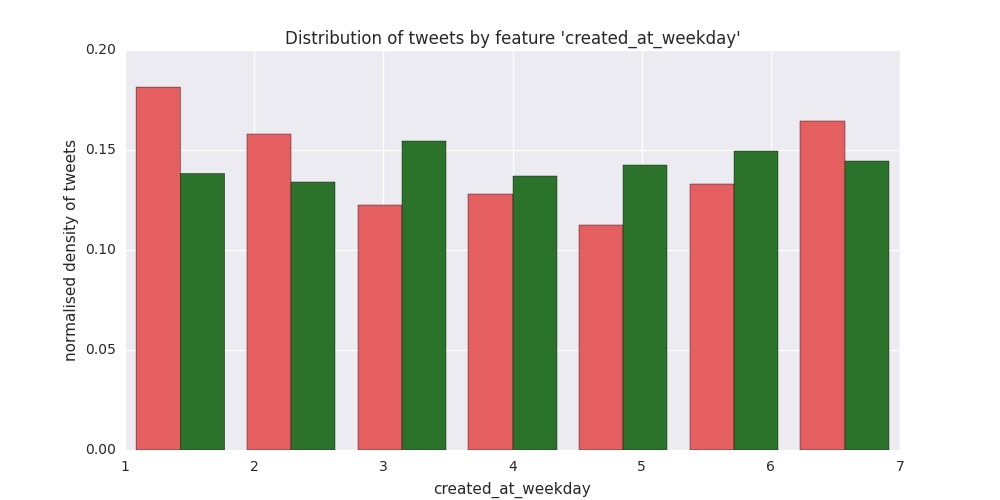 Distribution of tweets by feature 'created_at_weekday'
normalised density of tweets
0.20
0.15
0.10
0.05
0.00
1 2 3 4 5 6 7
created_at_weekday